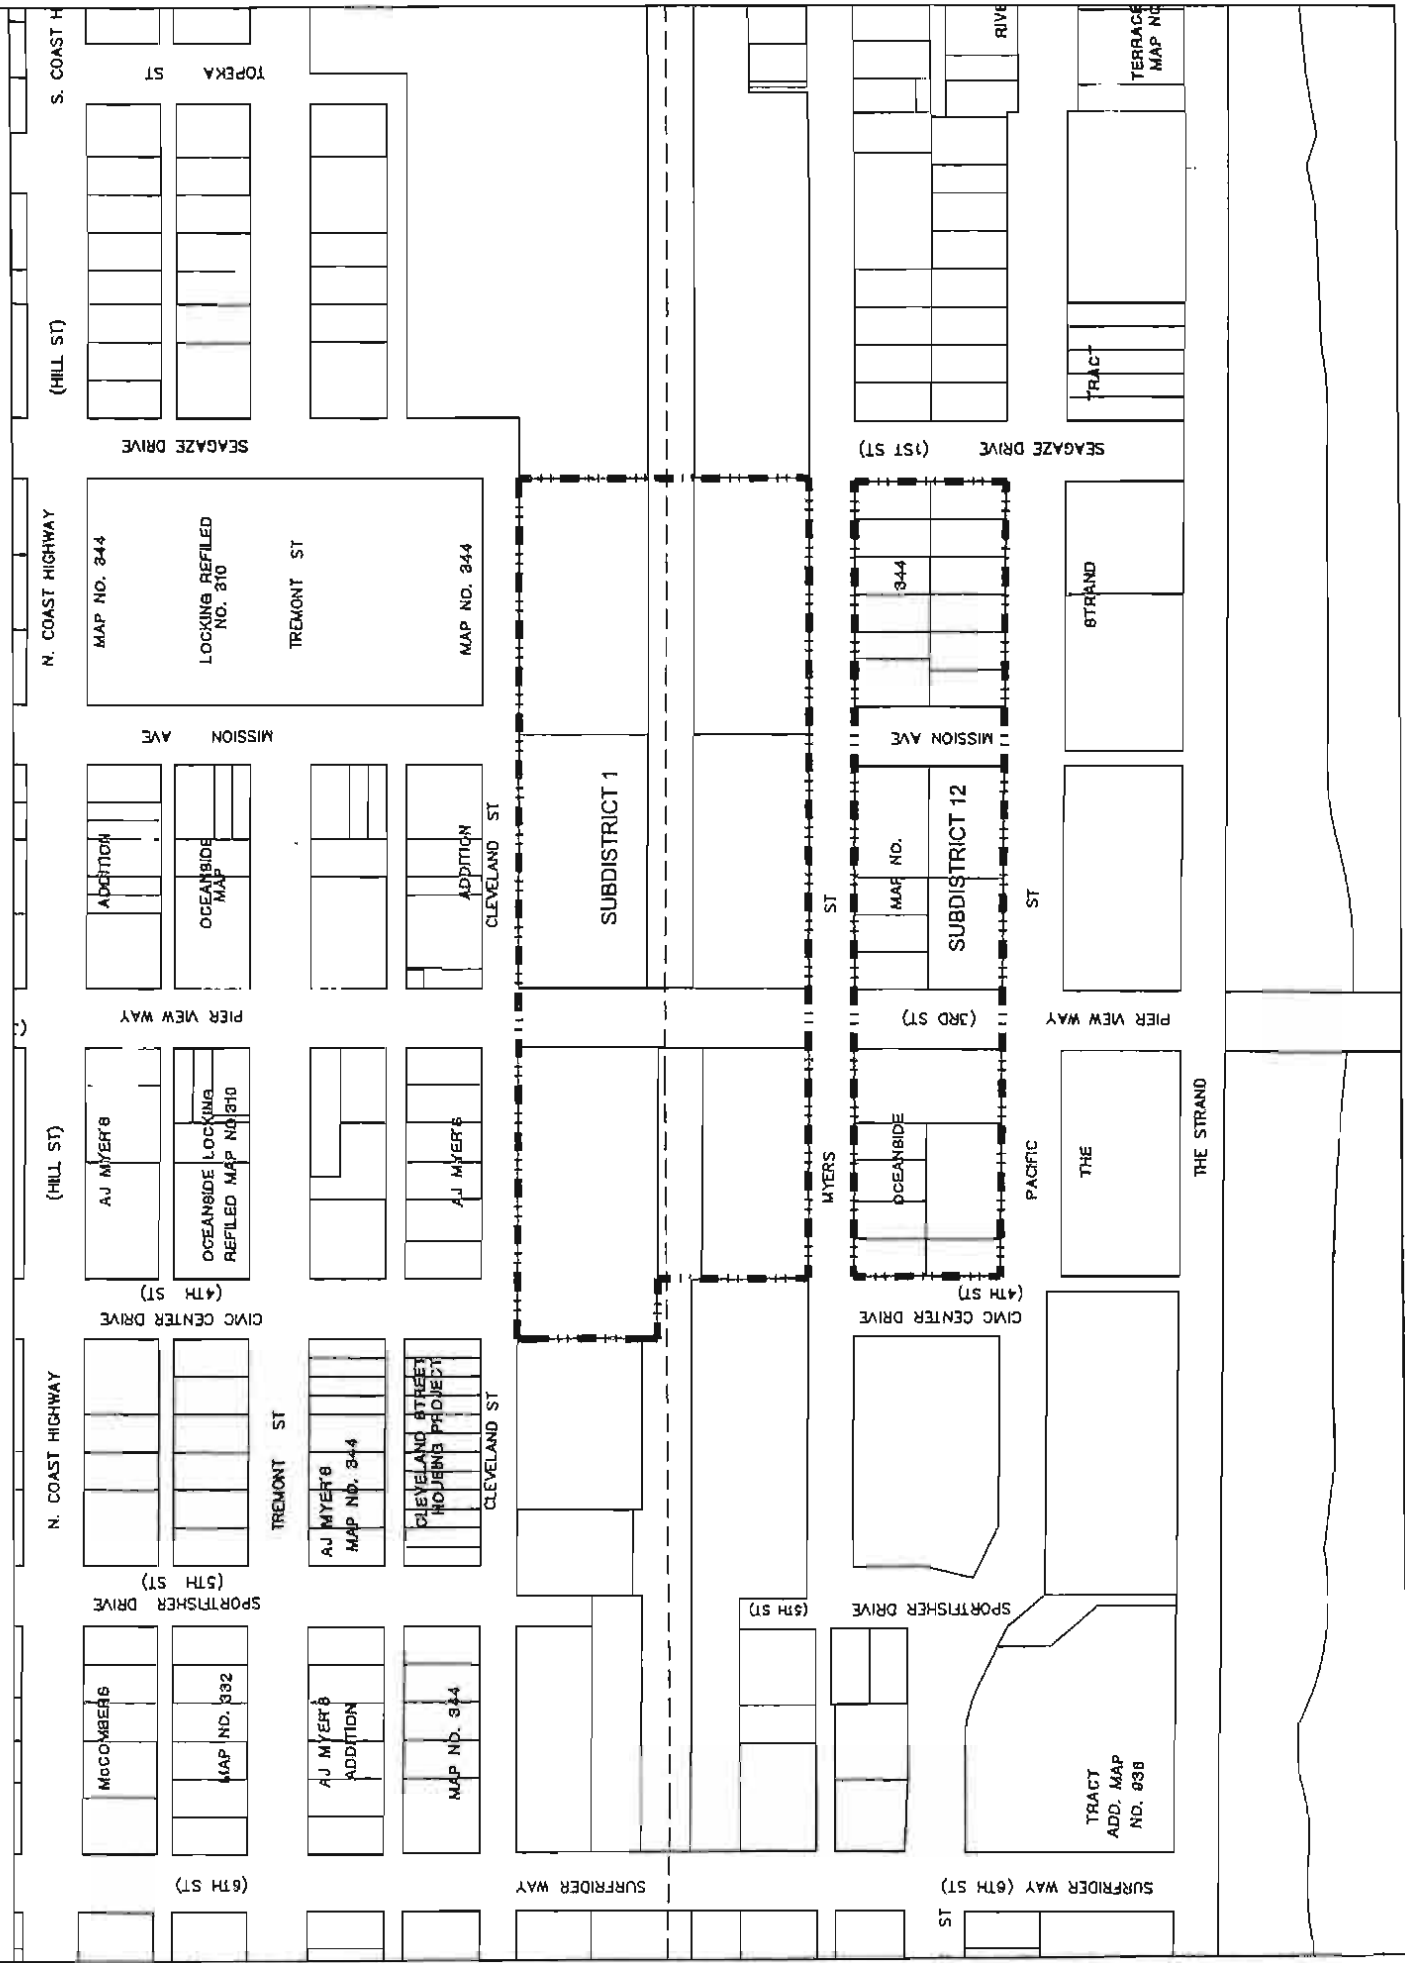 S. COAST H
TOPEKA ST
(HILL ST)
SEAGAZE DRIVE
N. COAST HIGHWAY
MAP NO. 344
LOCKING REFILED
NO. 310
TREMONT ST
MAP NO. 344
MISSION AVE
ADDITION
OCEANSIDE
MAP
ADDITION
CLEVELAND ST
PIER VIEW WAY
(HILL ST)
AJ MYER'S
OCEANSIDE LOCKING
REFILED MAP NO 310
AJ MYER'S
(4TH ST)
CIVIC CENTER DRIVE
N. COAST HIGHWAY
TREMONT ST
AJ MYER'S
MAP NO. 344
CLEVELAND STREET
HOUSING PROJECT
CLEVELAND ST
(5TH ST)
SPORTFISHER DRIVE
McCOMBERS
MAP NO. 332
AJ MYER'S
ADDITION
MAP NO. 344
(6TH ST)
SURFRIDER WAY
SUBDISTRICT 1
RIVE
TERRACE
MAP NO
TRACT
(1ST ST)
SEAGAZE DRIVE
344
STRAND
MISSION AVE
MAP NO.
SUBDISTRICT 12
ST
ST
(3RD ST)
PIER VIEW WAY
MYERS
OCEANSIDE
PACIFIC
THE
THE STRAND
(4TH ST)
CIVIC CENTER DRIVE
(5TH ST)
SPORTFISHER DRIVE
TRACT
ADD. MAP
NO. 936
SURFRIDER WAY (6TH ST)
ST